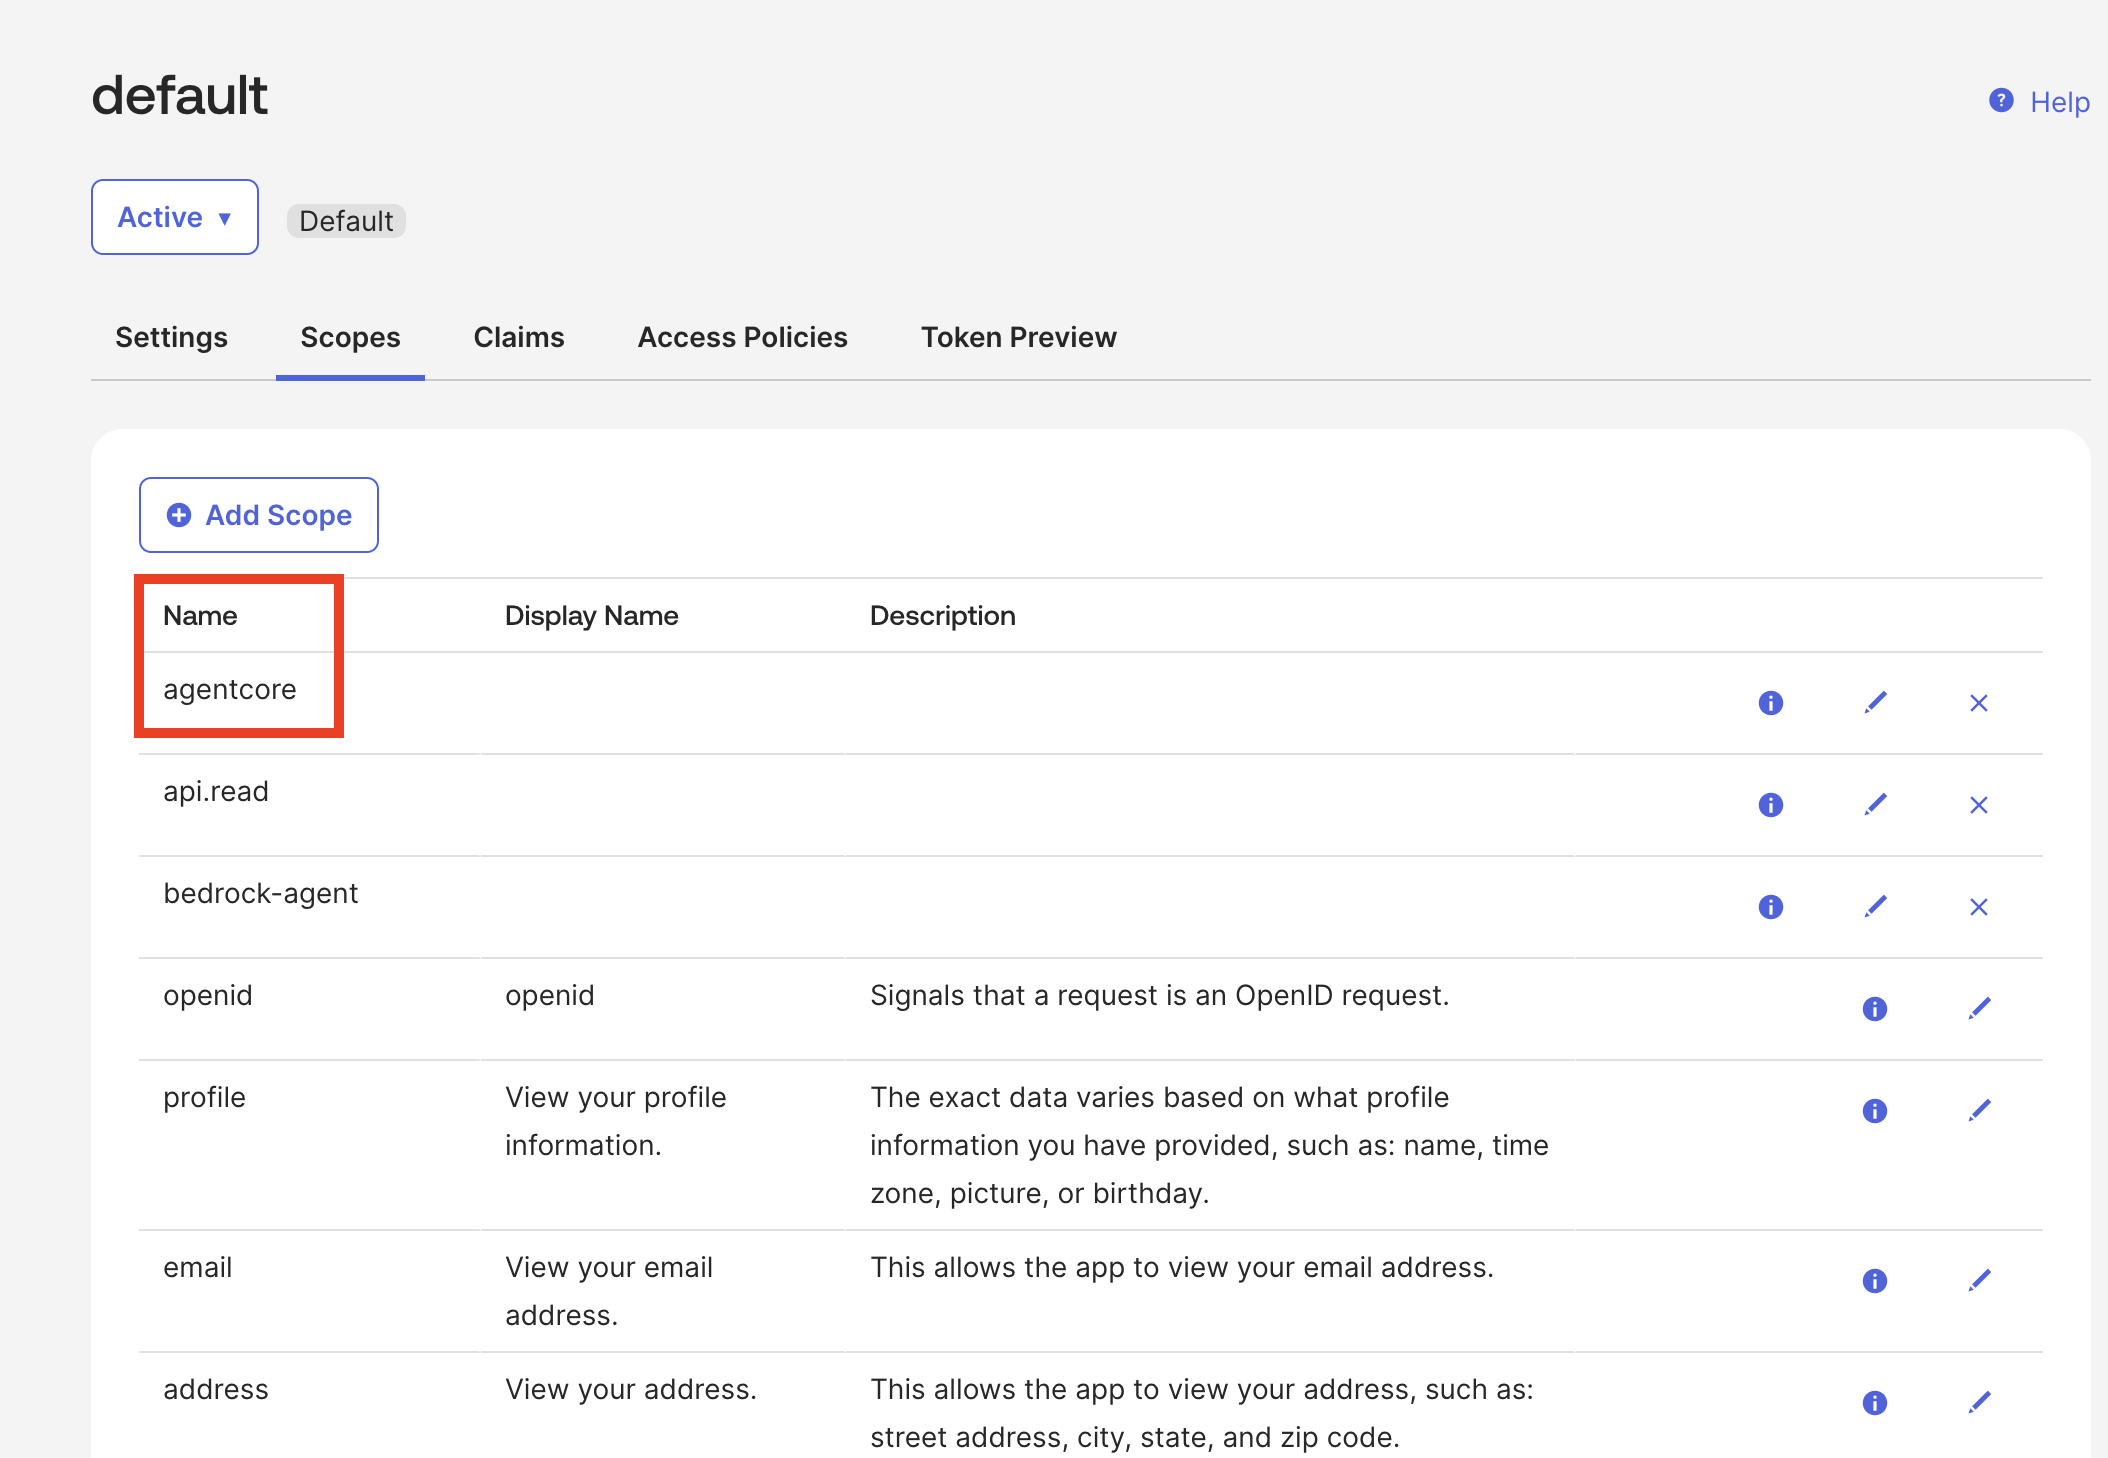 default
Help
Active
Default
Settings Scopes Claims Access Policies Token Preview
Add Scope
Name Display Name Description
agentcore
api.read
bedrock-agent
openid openid Signals that a request is an OpenID request.
profile View your profile The exact data varies based on what profile
information. information you have provided, such as: name, time
zone, picture, or birthday.
email View your email This allows the app to view your email address.
address.
address View your address. This allows the app to view your address, such as:
street address, city, state, and zip code.